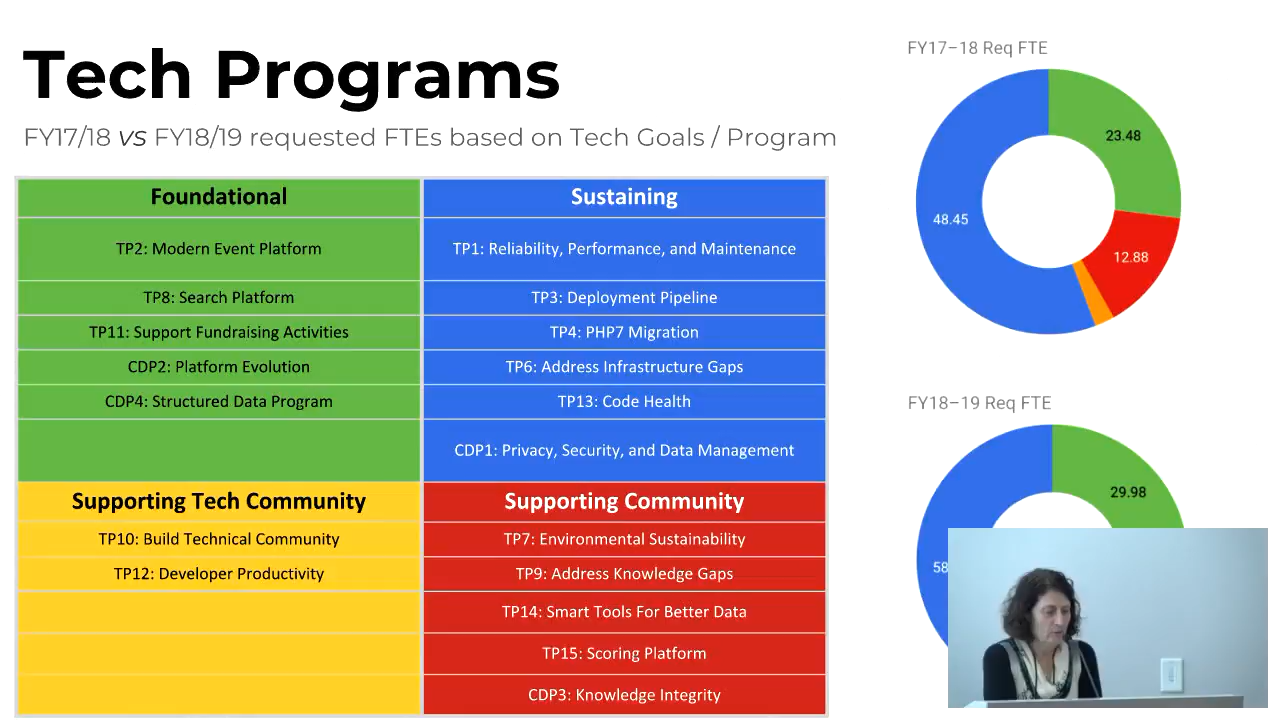 Tech Programs
FY17/18 vs FY18/19 requested FTEs based on Tech Goals / Program
Foundational
Sustaining
TP2: Modern Event Platform
TP1: Reliability, Performance, and Maintenance
TP8: Search Platform
TP3: Deployment Pipeline
TP11: Support Fundraising Activities
TP4: PHP7 Migration
CDP2: Platform Evolution
TP6: Address Infrastructure Gaps
CDP4: Structured Data Program
TP13: Code Health
CDP1: Privacy, Security, and Data Management
Supporting Tech Community
Supporting Community
TP10: Build Technical Community
TP7: Environmental Sustainability
TP12: Developer Productivity
TP9: Address Knowledge Gaps
TP14: Smart Tools For Better Data
TP15: Scoring Platform
CDP3: Knowledge Integrity
FY17–18 Req FTE
23.48
48.45
12.88
FY18–19 Req FTE
29.98